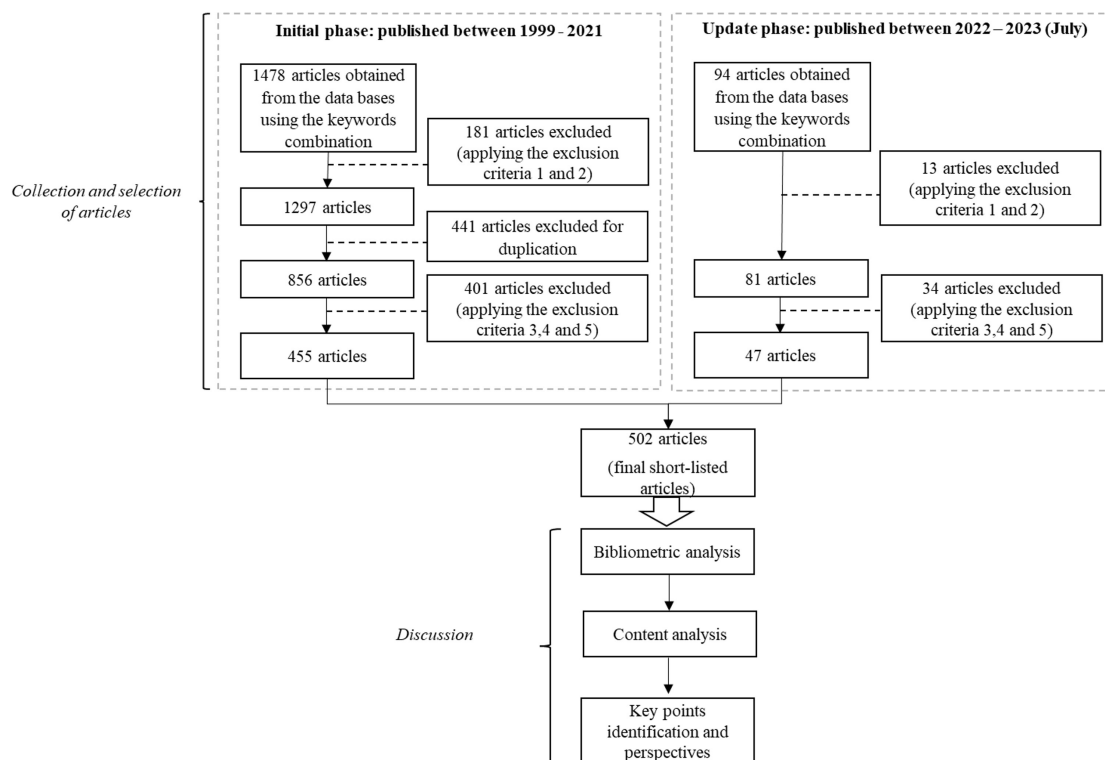 Initial phase: published between 1999 - 2021
1478 articles obtained
from the data bases
using the keywords
combination
181 articles excluded
(applying the exclusion
criteria 1 and 2)
1297 articles
441 articles excluded for
duplication
856 articles
401 articles excluded
(applying the exclusion
criteria 3,4 and 5)
455 articles
Update phase: published between 2022 – 2023 (July)
94 articles obtained
from the data bases
using the keywords
combination
13 articles excluded
(applying the exclusion
criteria 1 and 2)
81 articles
34 articles excluded
(applying the exclusion
criteria 3,4 and 5)
47 articles
Collection and selection
of articles
502 articles
(final short-listed
articles)
Bibliometric analysis
Content analysis
Key points
identification and
perspectives
Discussion